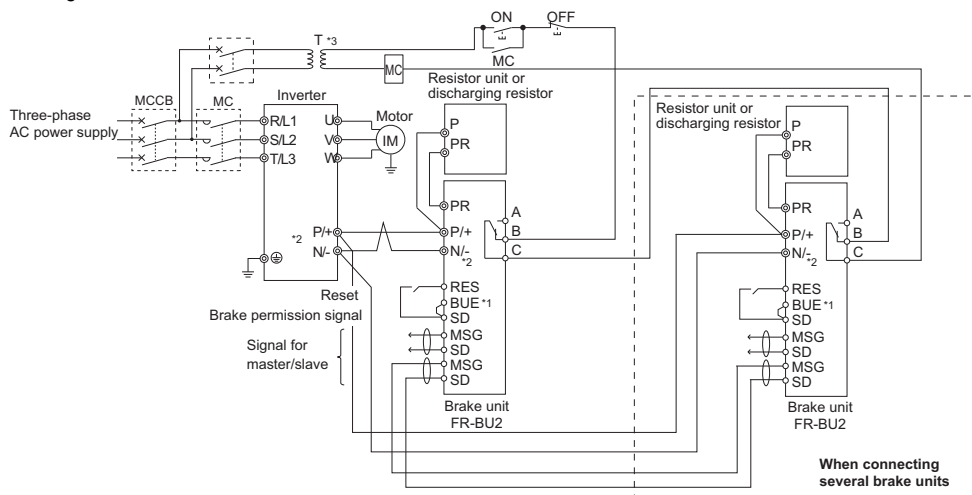 ON
OFF
T *3
MC
MC
Resistor unit or
discharging resistor
Resistor unit or
discharging resistor
MCCB
MC
Inverter
Motor
Three-phase
AC power supply
R/L1
S/L2
T/L3
U
V
W
IM
P
PR
P
PR
PR
P/+
N/-
*2
A
B
C
PR
P/+
N/-
*2
A
B
C
P/+
N/-
*2
Reset
Brake permission signal
Signal for
master/slave
RES
BUE *1
SD
MSG
SD
MSG
SD
RES
BUE *1
SD
MSG
SD
MSG
SD
Brake unit
FR-BU2
Brake unit
FR-BU2
When connecting
several brake units